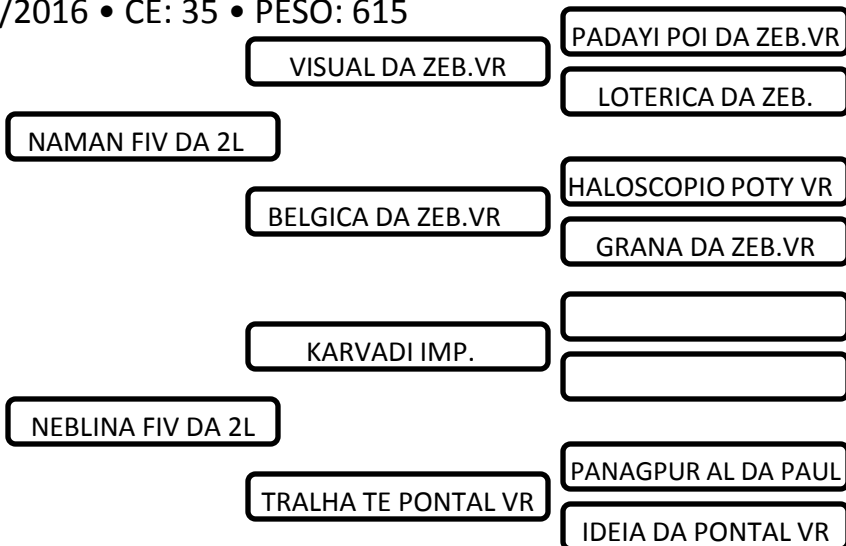 /2016 • CE: 35 • PESO: 615
PADAYI POI DA ZEB.VR
VISUAL DA ZEB.VR
LOTERICA DA ZEB.
NAMAN FIV DA 2L
HALOSCOPIO POTY VR
BELGICA DA ZEB.VR
GRANA DA ZEB.VR
KARVADI IMP.
NEBLINA FIV DA 2L
PANAGPUR AL DA PAUL
TRALHA TE PONTAL VR
IDEIA DA PONTAL VR